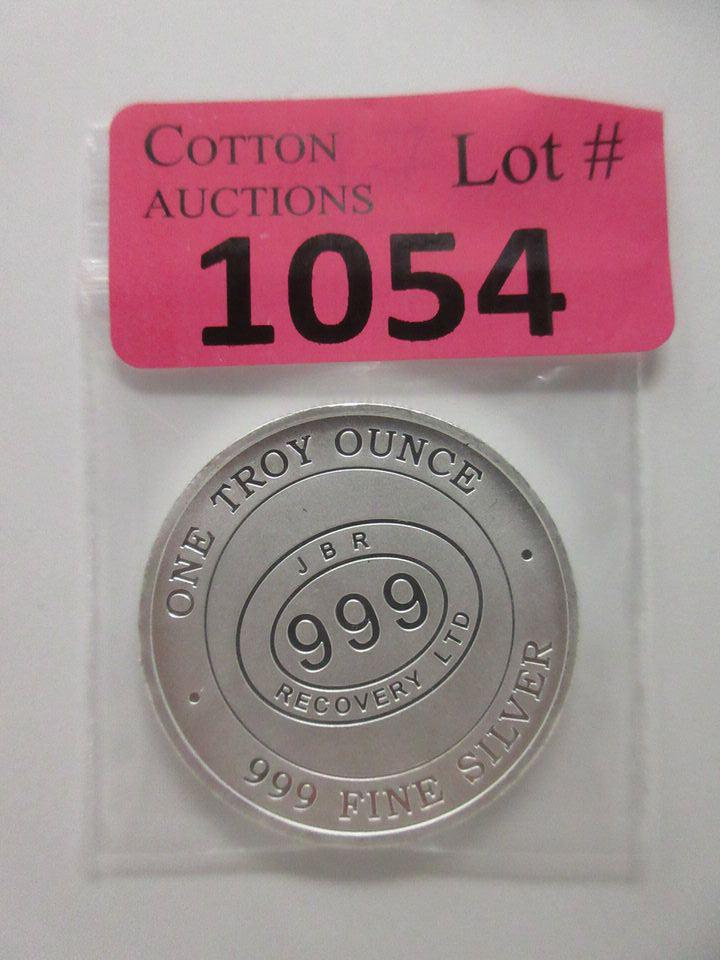 COTTON
AUCTIONS
Lot #
1054
ONE TROY OUNCE
JBR
999
RECOVERY LTD
999 FINE SILVER